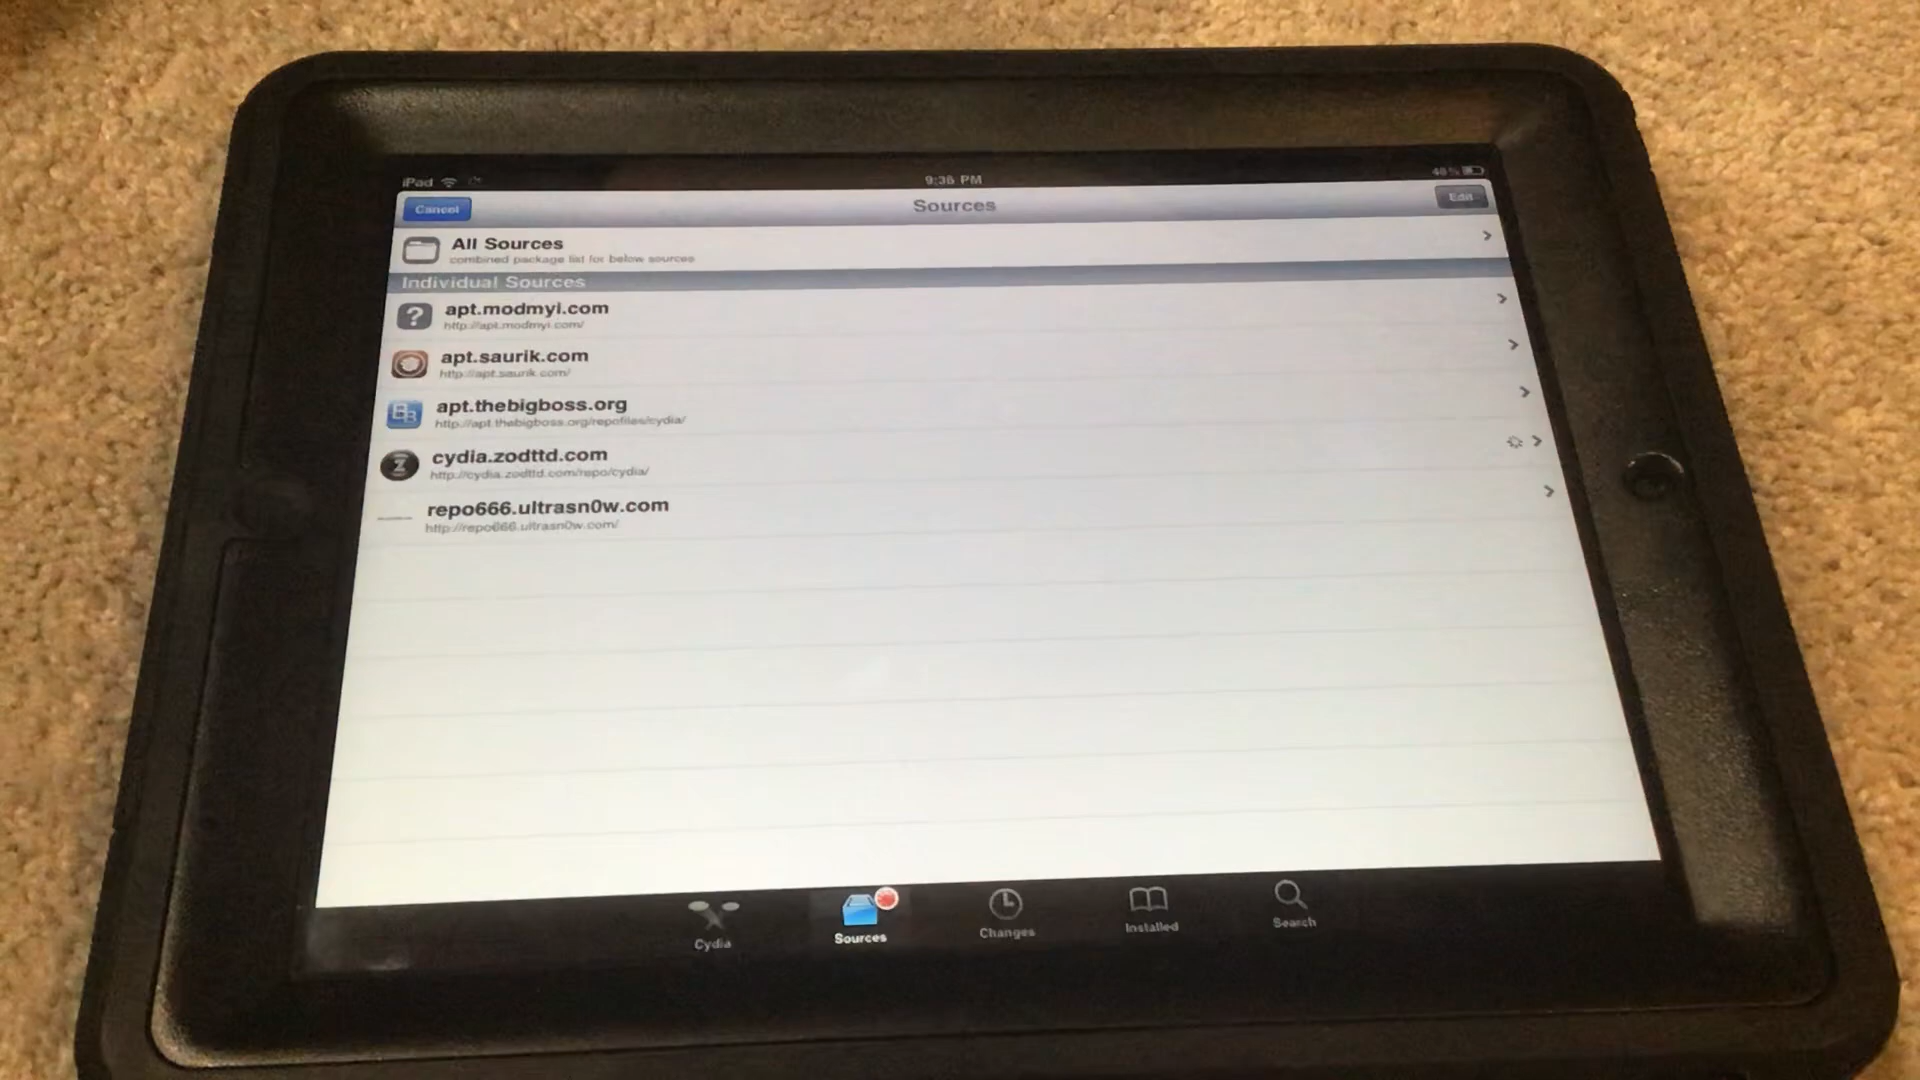 iPad 9:36 PM 48%
Cancel Sources Edit
All Sources
combined package list for below sources
Individual Sources
apt.modmyi.com
http://apt.modmyi.com/
apt.saurik.com
http://apt.saurik.com/
apt.thebigboss.org
http://apt.thebigboss.org/repofiles/cydia/
cydia.zodttd.com
http://cydia.zodttd.com/repo/cydia/
repo666.ultrasn0w.com
http://repo666.ultrasn0w.com/
Cydia Sources Changes Installed Search